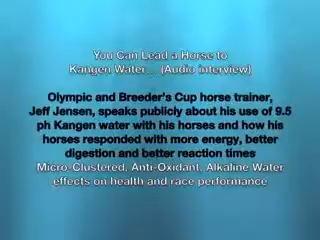 You Can Lead a Horse to
Kangen Water... (Audio interview)
Olympic and Breeder's Cup horse trainer,
Jeff Jensen, speaks publicly about his use of 9.5
ph Kangen water with his horses and how his
horses responded with more energy, better
digestion and better reaction times
Micro-Clustered, Anti-Oxidant, Alkaline Water
effects on health and race performance